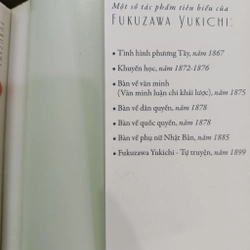 Một số tác phẩm tiêu biểu của
FUKUZAWA YUKICHI:
• Tình hình phương Tây, năm 1867
• Khuyến học, năm 1872-1876
• Bàn về văn minh
(Văn minh luận chi khái lược), năm 1875
• Bàn về dân quyền, năm 1878
• Bàn về quốc quyền, năm 1878
• Bàn về phụ nữ Nhật Bản, năm 1885
• Fukuzawa Yukichi - Tự truyện, năm 1899